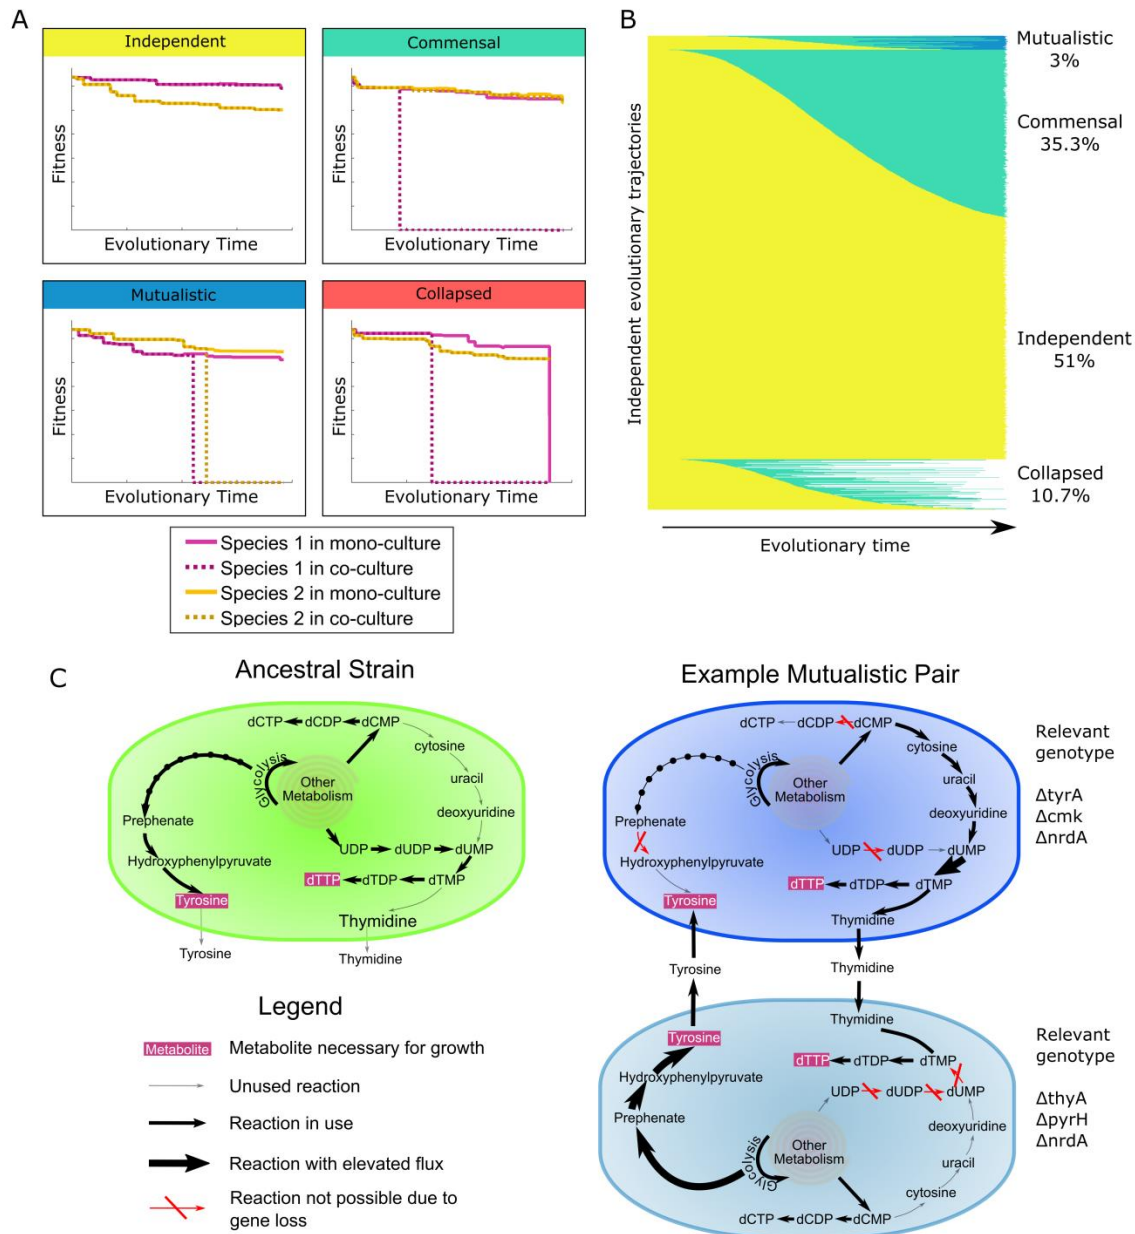 A
Independent
Fitness
Evolutionary Time
Commensal
Fitness
Evolutionary Time
Mutualistic
Fitness
Evolutionary Time
Collapsed
Fitness
Evolutionary Time
Species 1 in mono-culture
Species 1 in co-culture
Species 2 in mono-culture
Species 2 in co-culture
B
Independent evolutionary trajectories
Mutualistic
3%
Commensal
35.3%
Independent
51%
Collapsed
10.7%
Evolutionary time
C
Ancestral Strain
dCTP dCDP dCMP
cytosine
uracil
deoxyuridine
Glycolysis
Other
Metabolism
Prephenate
UDP dUDP dUMP
Hydroxyphenylpyruvate
dTTP dTDP dTMP
Tyrosine
Thymidine
Tyrosine
Thymidine
Legend
Metabolite Metabolite necessary for growth
Unused reaction
Reaction in use
Reaction with elevated flux
Reaction not possible due to
gene loss
Example Mutualistic Pair
dCTP dCDP dCMP
cytosine
uracil
deoxyuridine
Glycolysis
Other
Metabolism
Prephenate
UDP dUDP dUMP
Hydroxyphenylpyruvate
dTTP dTDP dTMP
Tyrosine
Thymidine
Relevant
genotype
ΔtyrA
Δcmk
ΔnrdA
Tyrosine
Thymidine
Thymidine
Tyrosine
dTTP dTDP dTMP
Hydroxyphenylpyruvate
UDP dUDP dUMP
Prephenate
deoxyuridine
Other
Metabolism
Glycolysis
uracil
cytosine
dCTP dCDP dCMP
Relevant
genotype
ΔthyA
ΔpyrH
ΔnrdA